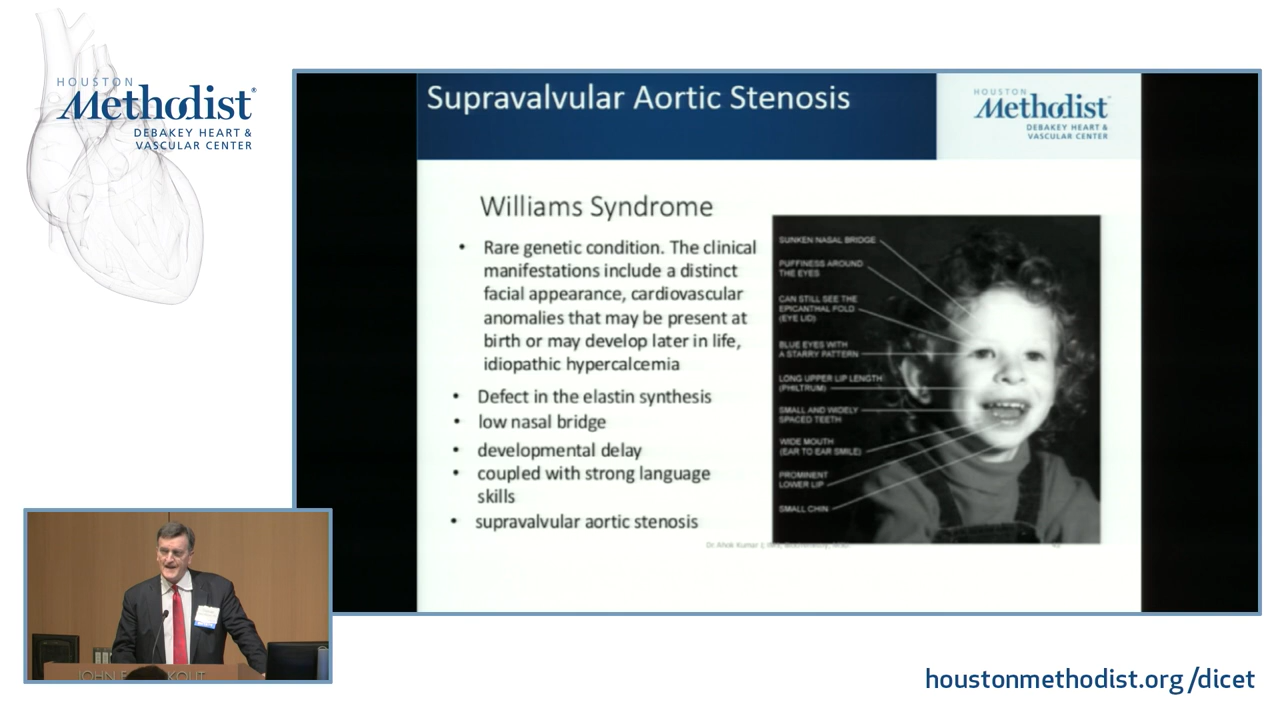 HOUSTON
Methodist
DEBAKEY HEART &
VASCULAR CENTER
Supravalvular Aortic Stenosis
HOUSTON
Methodist
DEBAKEY HEART &
VASCULAR CENTER
Williams Syndrome
• Rare genetic condition. The clinical
manifestations include a distinct
facial appearance, cardiovascular
anomalies that may be present at
birth or may develop later in life,
idiopathic hypercalcemia
• Defect in the elastin synthesis
• low nasal bridge
• developmental delay
• coupled with strong language
skills
• supravalvular aortic stenosis
SUNKEN NASAL BRIDGE
PUFFINESS AROUND
THE EYES
CAN STILL SEE THE
EPICANTHAL FOLD
(EYE LID)
BLUE EYES WITH
A STARRY PATTERN
LONG UPPER LIP LENGTH
(PHILTRUM)
SMALL AND WIDELY
SPACED TEETH
WIDE MOUTH
(EAR TO EAR SMILE)
PROMINENT
LOWER LIP
SMALL CHIN
JOHN
houstonmethodist.org/dicet